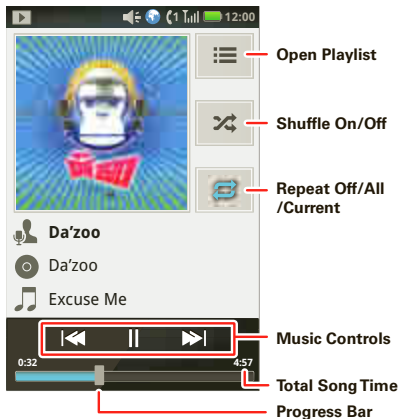 12:00
Open Playlist
Shuffle On/Off
Repeat Off/All
/Current
Da'zoo
Da'zoo
Excuse Me
Music Controls
0:32
4:57
Total Song Time
Progress Bar